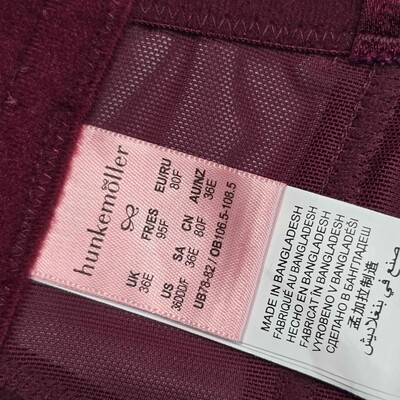 hunkemöller
UK FR/ES EU/RU
36E 95F 80F
US SA CN AU/NZ
36DDD/F 36E 80F 36E
UB78-82 OB106.5-108.5
MADE IN BANGLADESH
FABRIQUÉ AU BANGLADESH
HECHO EN BANGLADESH
FABRICAT ÎN BANGLADESH
VYROBENO V BANGLADÉŠI
СДЕЛАНО В БАНГЛАДЕШ
孟加拉制造
صنع في بنغلاديش